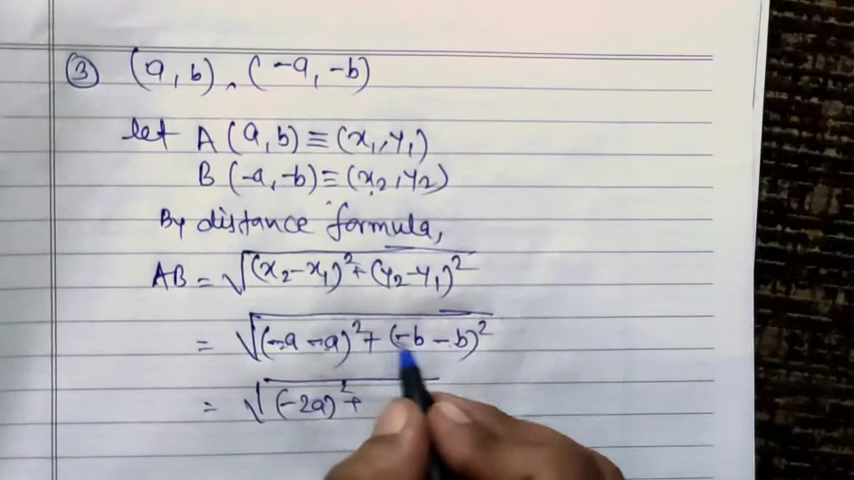 ③ (a, b), (-a, -b)
let A (a, b) ≡ (x₁, y₁)
B (-a, -b) ≡ (x₂, y₂)
By distance formula,
AB = √((x₂-x₁)² + (y₂-y₁)²)
= √((-a-a)² + (-b-b)²)
= √((-2a)² +